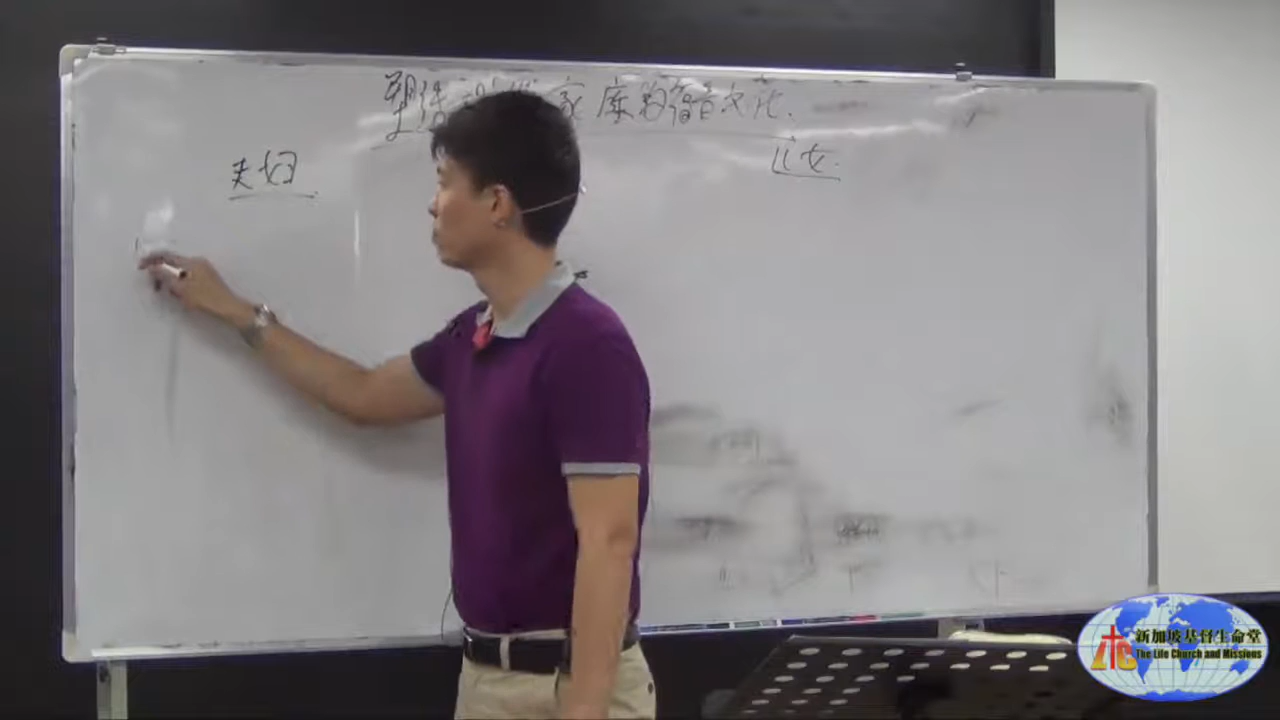 塑造 家庭的福音文化.
夫妇
儿女.
新加坡基督生命堂
The Life Church and Missions